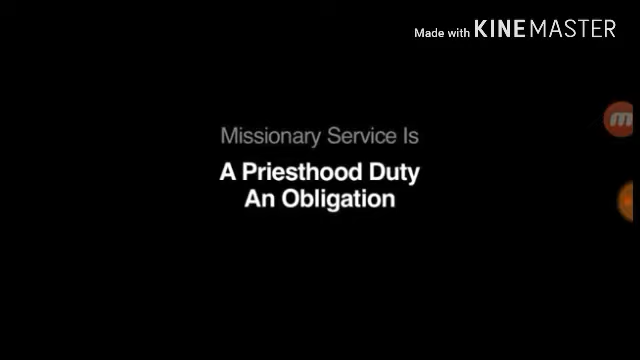 Made with KINEMASTER
Missionary Service Is
A Priesthood Duty
An Obligation